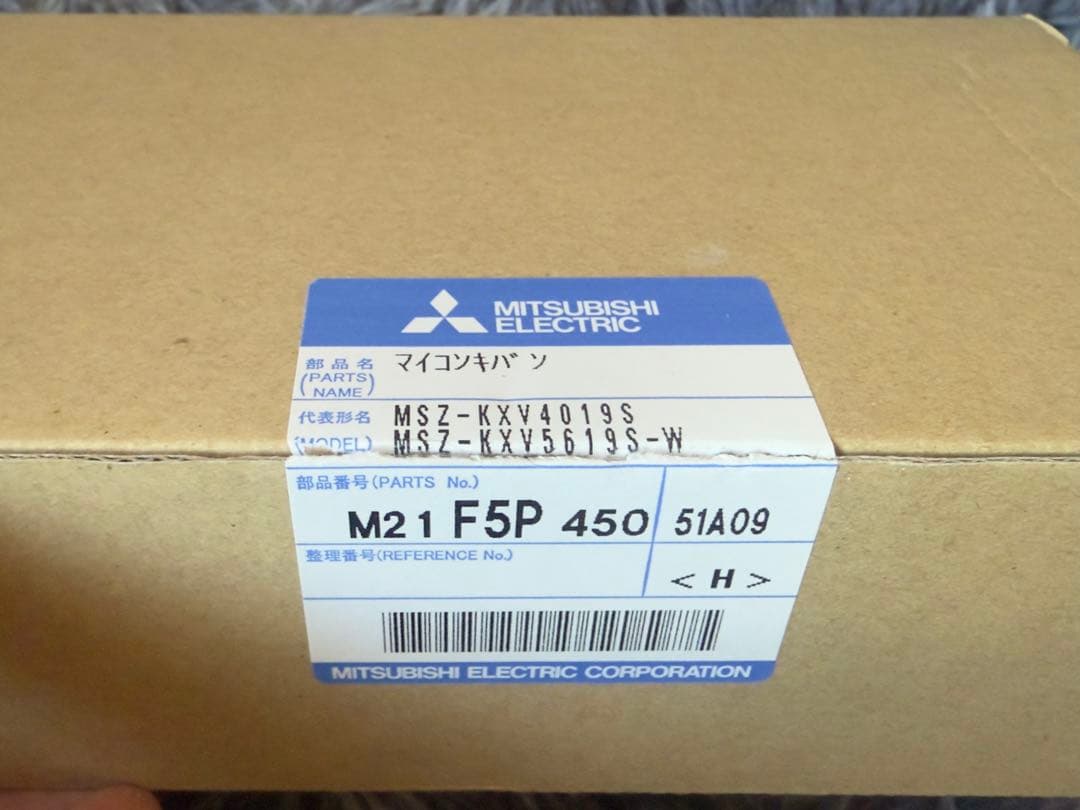 MITSUBISHI
ELECTRIC
部品名
(PARTS NAME)
マイコンキバン
代表形名
(MODEL)
MSZ-KXV4019S
MSZ-KXV5619S-W
部品番号(PARTS No.)
M21 F5P 450
51A09
整理番号(REFERENCE No.)
<H>
MITSUBISHI ELECTRIC CORPORATION